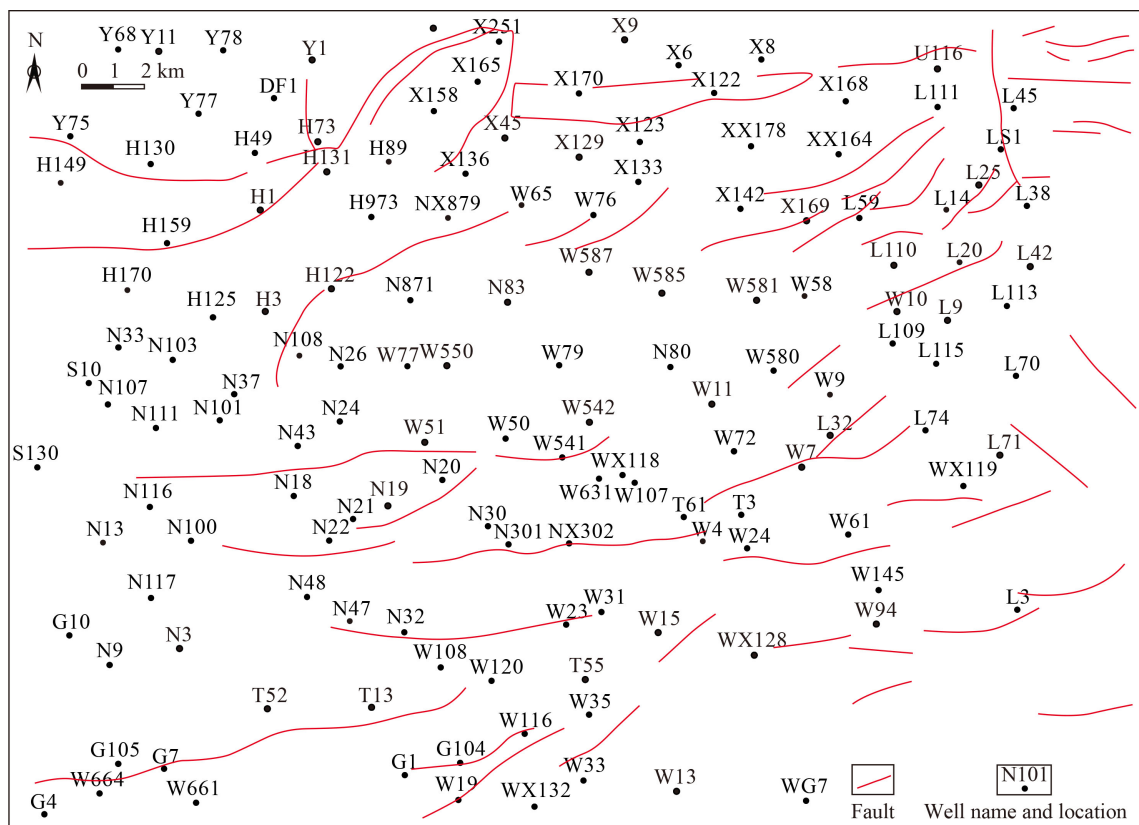 X251
X9
Y68
Y11
Y78
Y1
X6
X8
U116
N
0 1 2 km
DF1
X165
X170
X122
X168
Y77
X158
L111
L45
Y75
H73
X45
X123
XX178
XX164
LS1
H130
H49
H131
H89
X136
X129
X133
L25
H149
H1
H973
NX879
W65
W76
X142
X169
L59
L14
L38
H159
W587
L110
L20
L42
H170
H122
N871
N83
W585
W581
W58
H125
H3
W10
L9
L113
N33
N103
N108
N26
W77
W550
W79
N80
W580
L109
L115
L70
S10
N107
N37
W11
W9
N111
N101
N24
W542
L74
N43
W51
W50
W541
W72
L32
L71
S130
WX118
W7
WX119
N116
N18
N19
N20
W631
W107
N21
N30
T61
T3
N13
N100
N22
N301
NX302
W4
W24
W61
N117
N48
W145
L3
G10
N47
N32
W23
W31
W15
W94
N9
N3
WX128
W108
W120
T55
T52
T13
W35
W116
G105
G7
G1
G104
W664
W661
W19
WX132
W33
W13
WG7
G4
N101
Fault
Well name and location